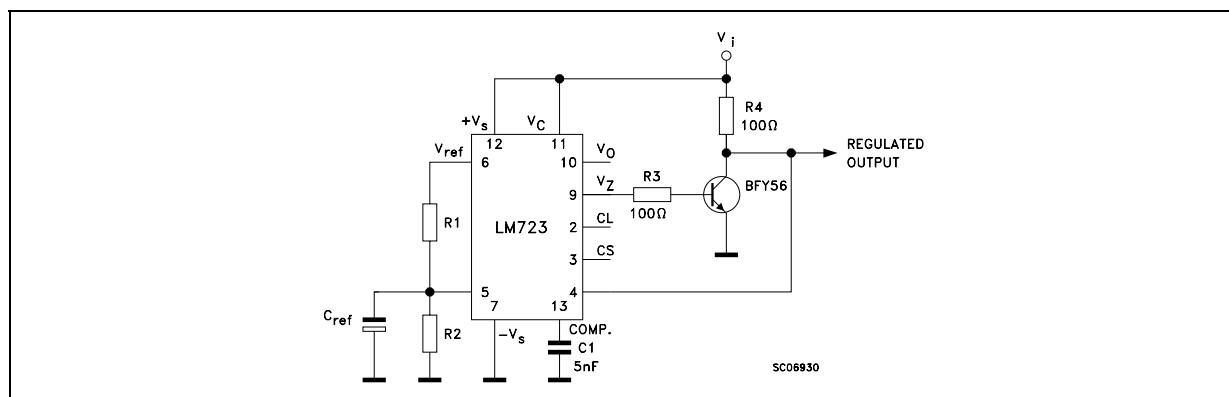 V i
R4
100Ω
+Vs
VC
12
11
Vref
6
VO
10
REGULATED
OUTPUT
VZ
9
R3
100Ω
BFY56
R1
LM723
CL
2
CS
3
5
4
7
13
Cref
R2
-Vs
COMP.
C1
5nF
SC06930